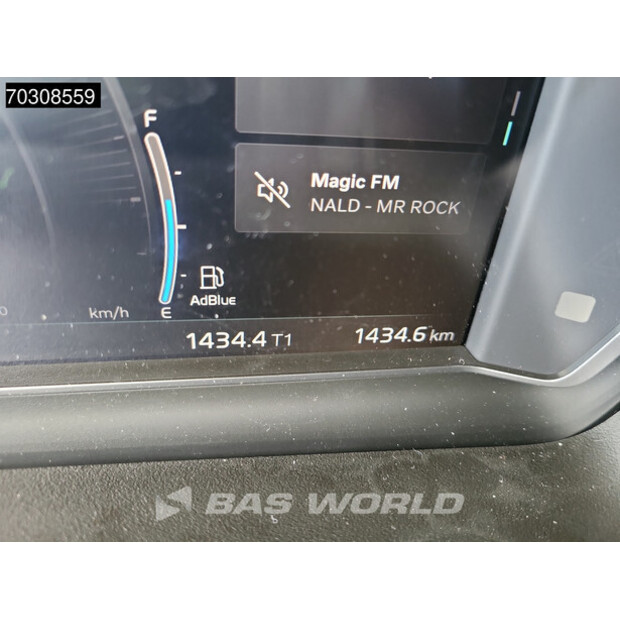 70308559
F
Magic FM
NALD - MR ROCK
AdBlue
km/h
E
1434.4 T1
1434.6 km
BAS WORLD